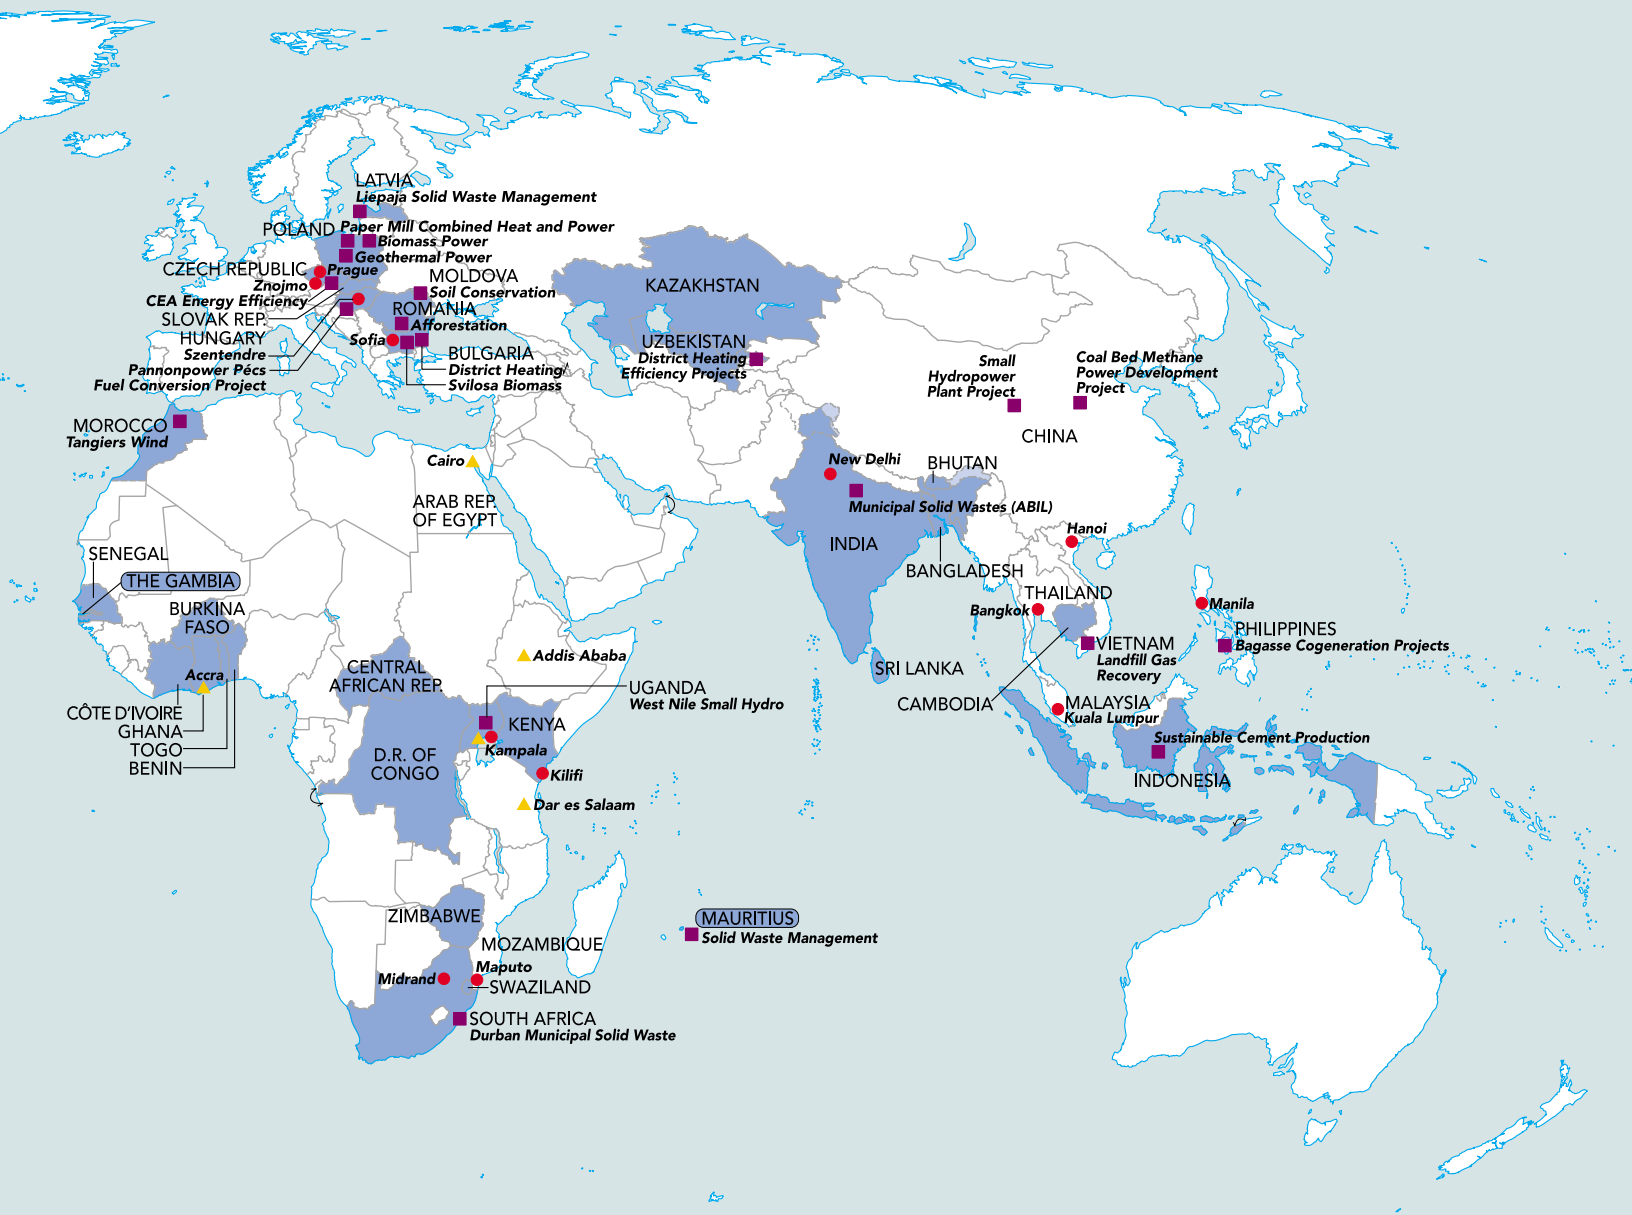 LATVIA
Liepaja Solid Waste Management
POLAND
Paper Mill Combined Heat and Power
Biomass Power
Geothermal Power
CZECH REPUBLIC
Prague
Znojmo
CEA Energy Efficiency
SLOVAK REP.
HUNGARY
Szentendre
Pannonpower Pécs
Fuel Conversion Project
MOLDOVA
Soil Conservation
ROMANIA
Afforestation
Sofia
BULGARIA
District Heating/
Svilosa Biomass
KAZAKHSTAN
UZBEKISTAN
District Heating
Efficiency Projects
Small
Hydropower
Plant Project
Coal Bed Methane
Power Development
Project
CHINA
MOROCCO
Tangiers Wind
Cairo
ARAB REP.
OF EGYPT
New Delhi
BHUTAN
Municipal Solid Wastes (ABIL)
INDIA
BANGLADESH
Hanoi
SENEGAL
THE GAMBIA
BURKINA
FASO
Accra
CÔTE D'IVOIRE
GHANA
TOGO
BENIN
THAILAND
Bangkok
Manila
PHILIPPINES
Bagasse Cogeneration Projects
VIETNAM
Landfill Gas
Recovery
SRI LANKA
CAMBODIA
MALAYSIA
Kuala Lumpur
Sustainable Cement Production
INDONESIA
Addis Ababa
CENTRAL
AFRICAN REP.
UGANDA
West Nile Small Hydro
KENYA
Kampala
D.R. OF
CONGO
Kilifi
Dar es Salaam
ZIMBABWE
MOZAMBIQUE
MAURITIUS
Solid Waste Management
Midrand
Maputo
SWAZILAND
SOUTH AFRICA
Durban Municipal Solid Waste